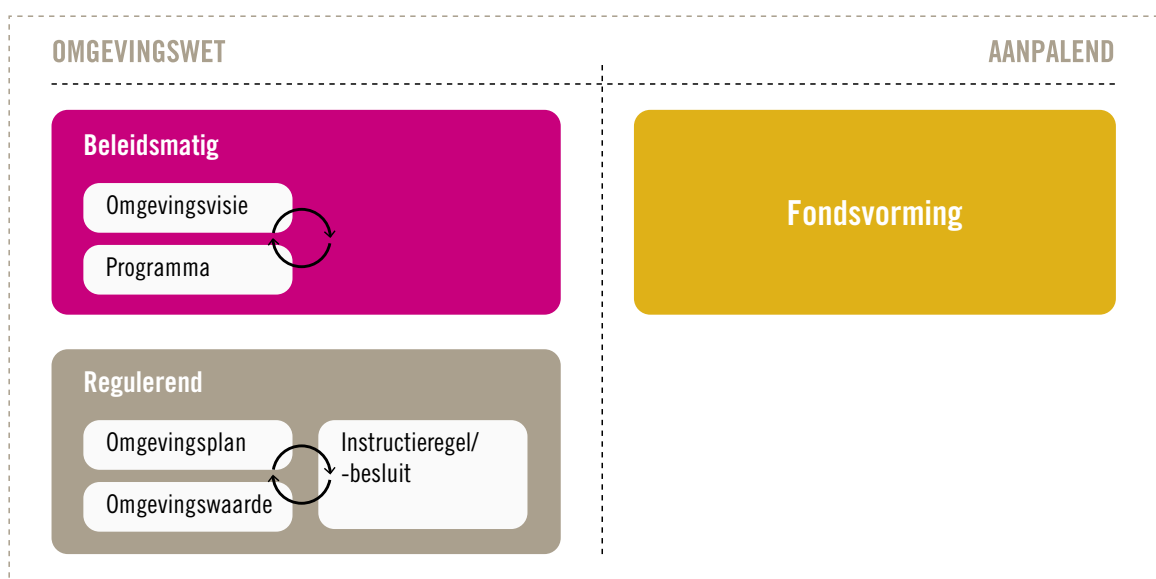 OMGEVINGSWET
AANPALEND
Beleidsmatig
Omgevingsvisie
Programma
Fondsvorming
Regulerend
Omgevingsplan
Omgevingswaarde
Instructieregel/
-besluit